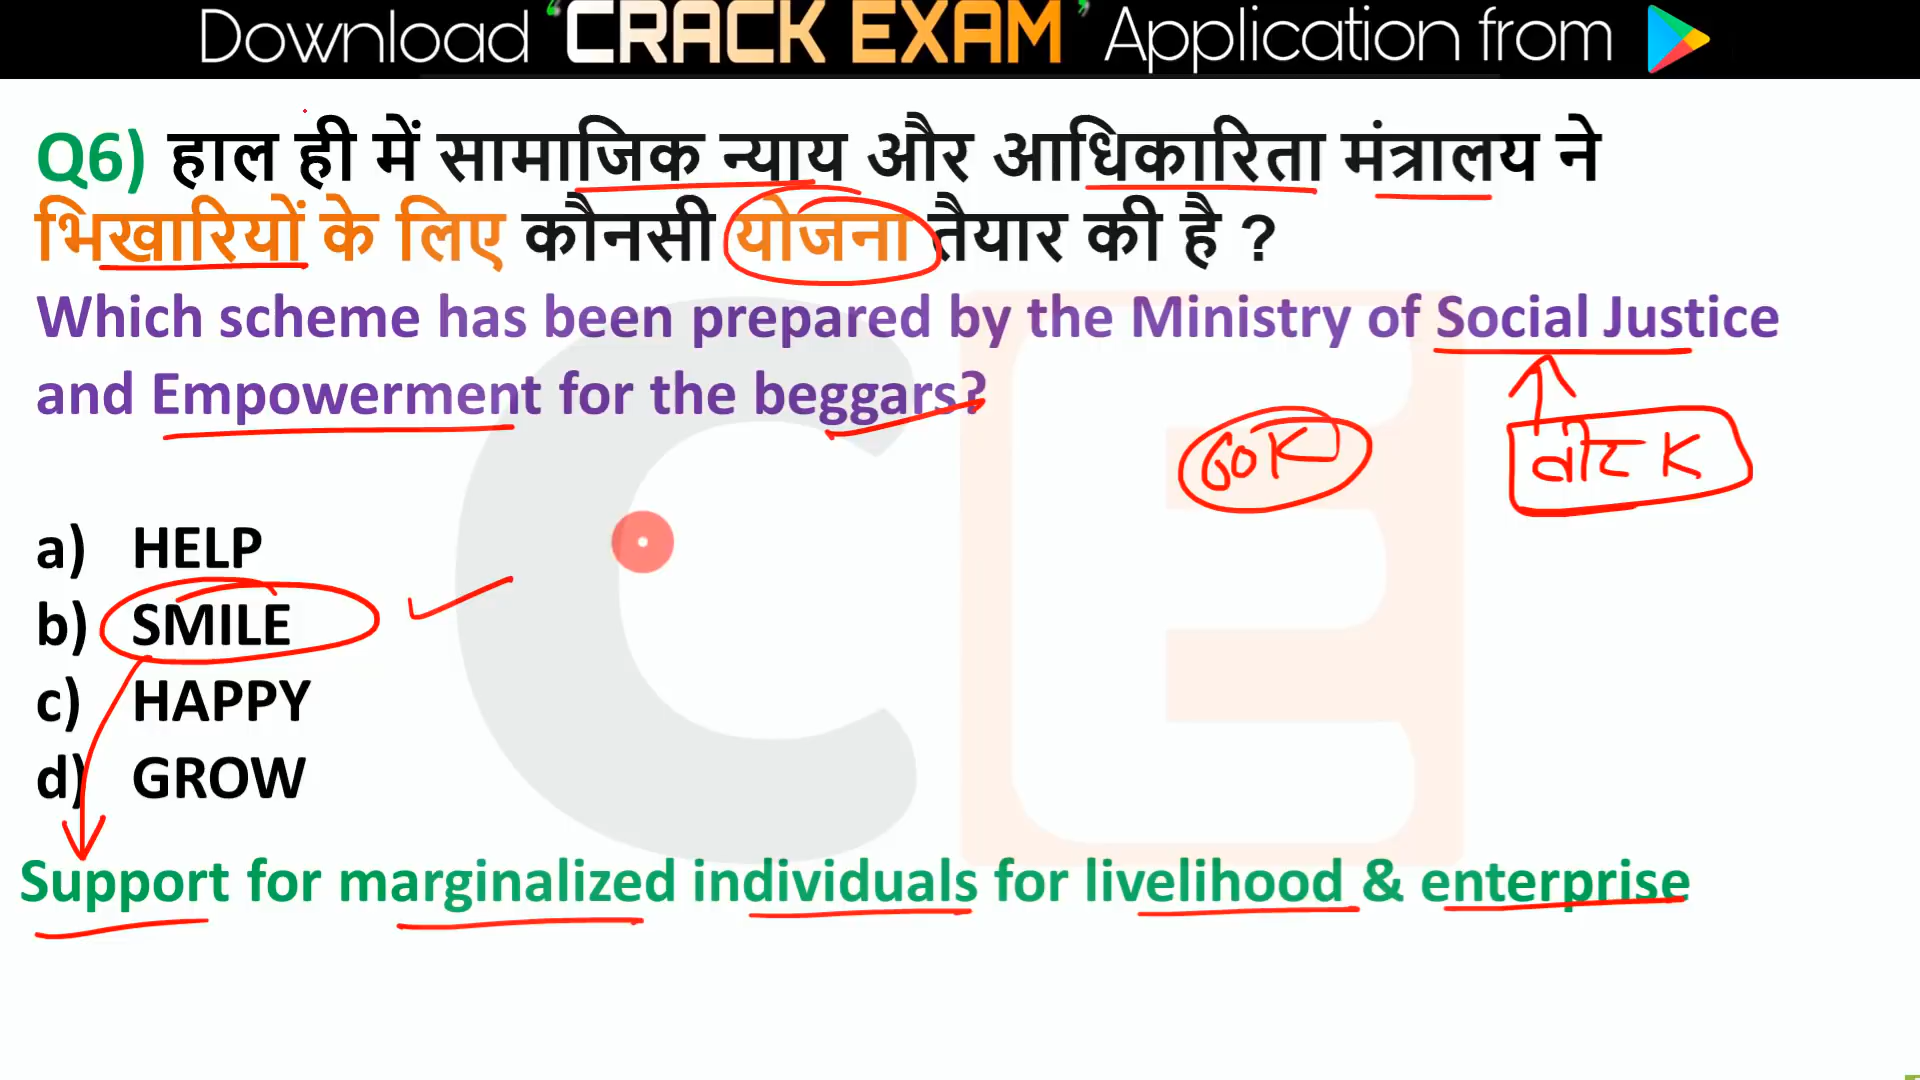 Download ‘CRACK EXAM’ Application from
Q6) हाल ही में सामाजिक न्याय और आधिकारिता मंत्रालय ने
भिखारियों के लिए कौनसी योजना तैयार की है ?
Which scheme has been prepared by the Ministry of Social Justice
and Empowerment for the beggars?
60K
a) HELP
b) SMILE
c) HAPPY
d) GROW
Support for marginalized individuals for livelihood & enterprise
CE